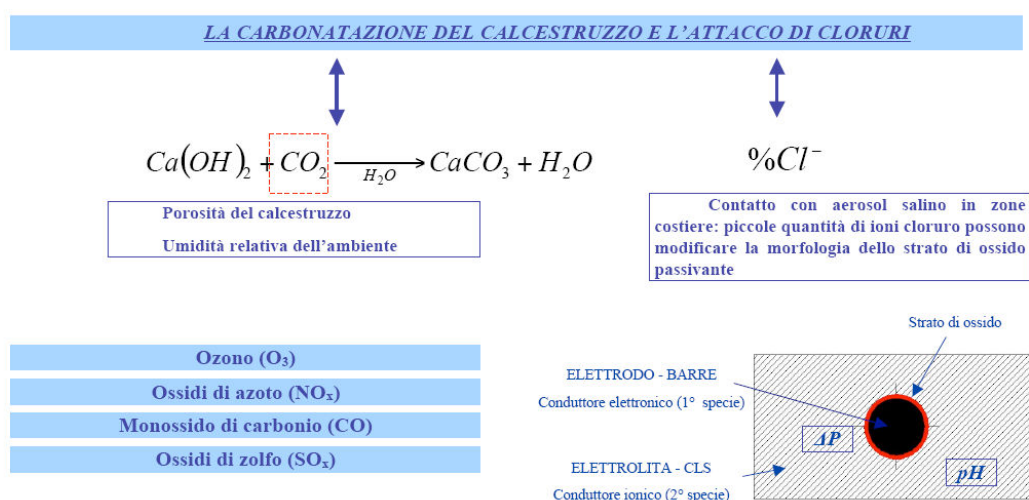 LA CARBONATAZIONE DEL CALCESTRUZZO E L'ATTACCO DI CLORURI
Ca(OH)₂ + CO₂ ⟶ CaCO₃ + H₂O
H₂O
%Cl⁻
Porosità del calcestruzzo
Umidità relativa dell'ambiente
Contatto con aerosol salino in zone
costiere: piccole quantità di ioni cloruro possono
modificare la morfologia dello strato di ossido
passivante
Ozono (O₃)
Ossidi di azoto (NOₓ)
Monossido di carbonio (CO)
Ossidi di zolfo (SOₓ)
Strato di ossido
ELETTRODO - BARRE
Conduttore elettronico (1° specie)
ELETTROLITA - CLS
Conduttore ionico (2° specie)
ΔP
pH